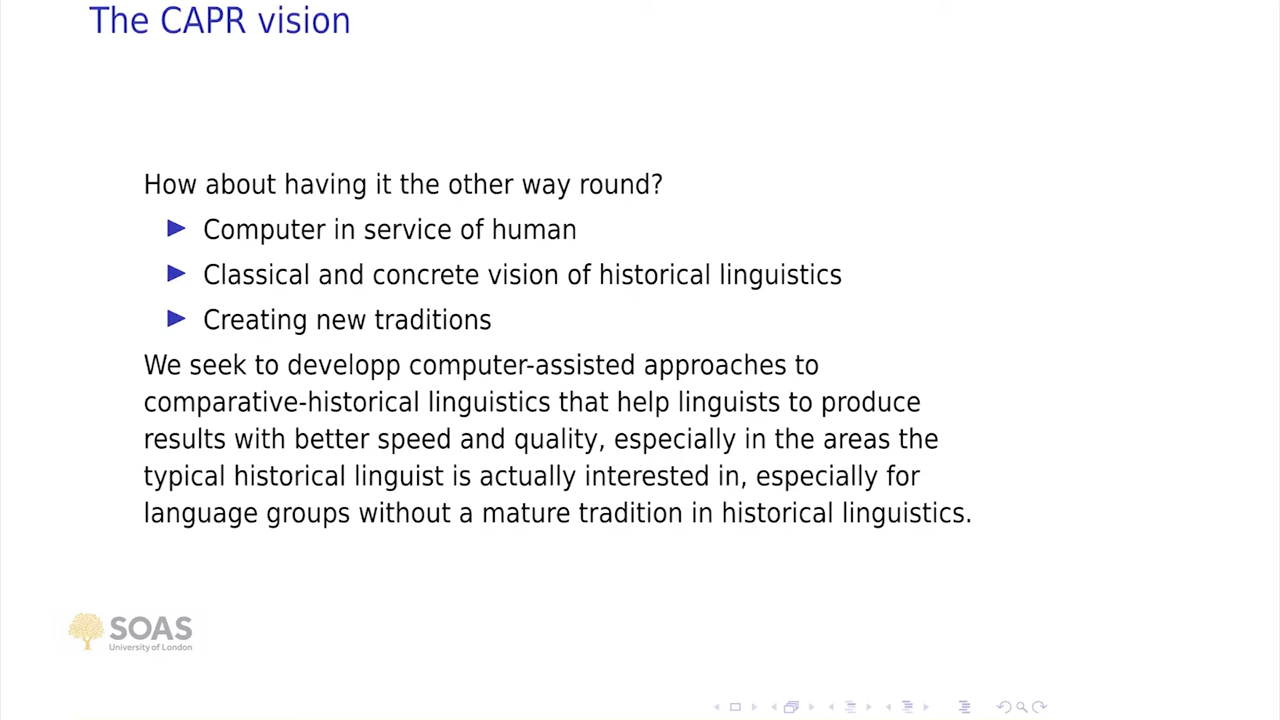 The CAPR vision
How about having it the other way round?
Computer in service of human
Classical and concrete vision of historical linguistics
Creating new traditions
We seek to developp computer-assisted approaches to
comparative-historical linguistics that help linguists to produce
results with better speed and quality, especially in the areas the
typical historical linguist is actually interested in, especially for
language groups without a mature tradition in historical linguistics.
SOAS
University of London